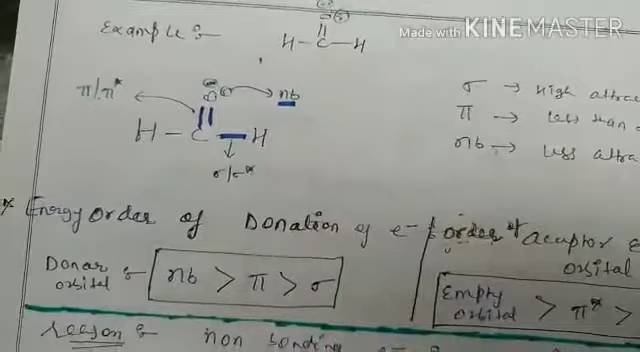 Made with KINEMASTER
Example :-
O
||
H-C-H
π/π*
O
nb
||
H-C-H
σ/σ*
σ → High attrac
π → Less than
nb → Less attra
* Energy order of Donation of e-
order of Acceptor E
orbital
Donar
orbital :-
nb > π > σ
Empty
orbital > π* >
reason :- non bonding e-